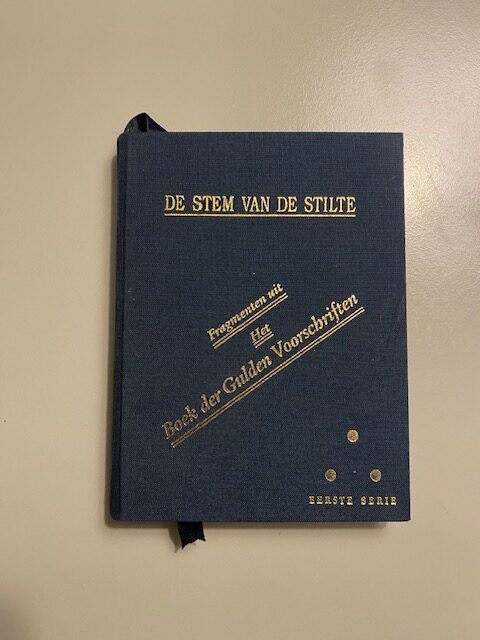 DE STEM VAN DE STILTE
Fragmenten uit
Het
Boek der Gulden Voorschriften
EERSTE SERIE